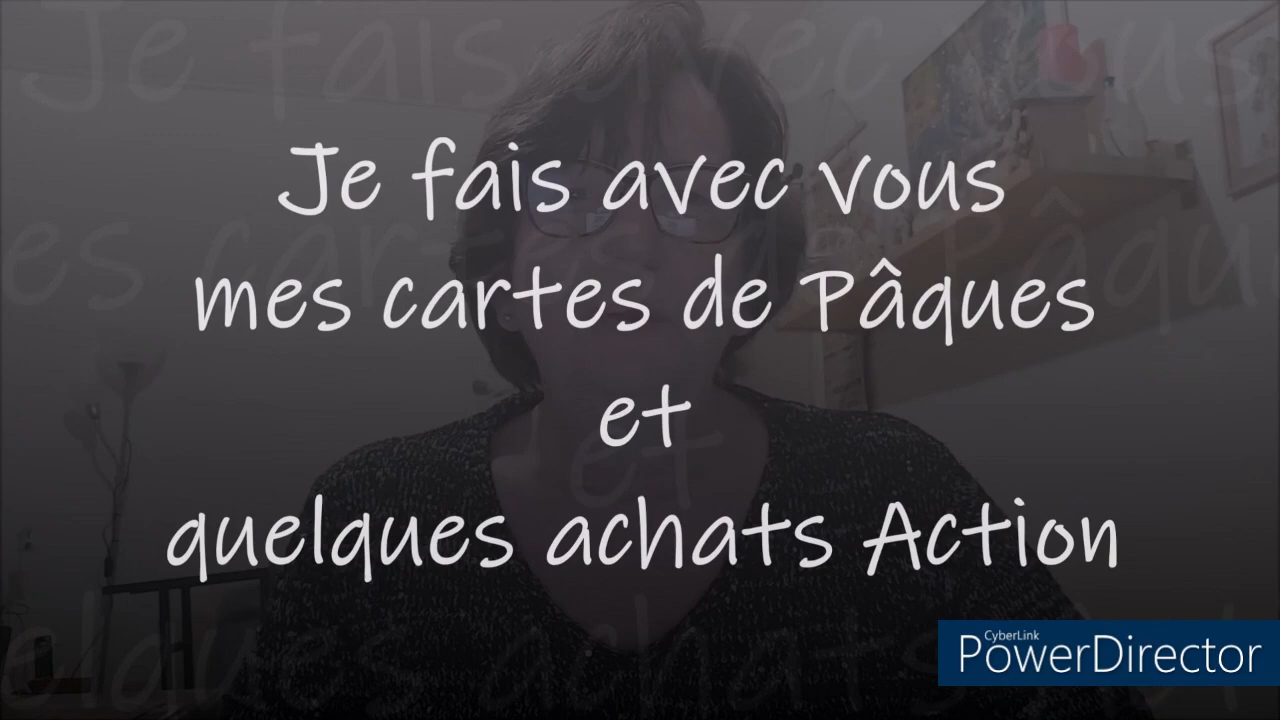 Je fais avec vous
mes cartes de Pâques
et
quelques achats Action
CyberLink
PowerDirector